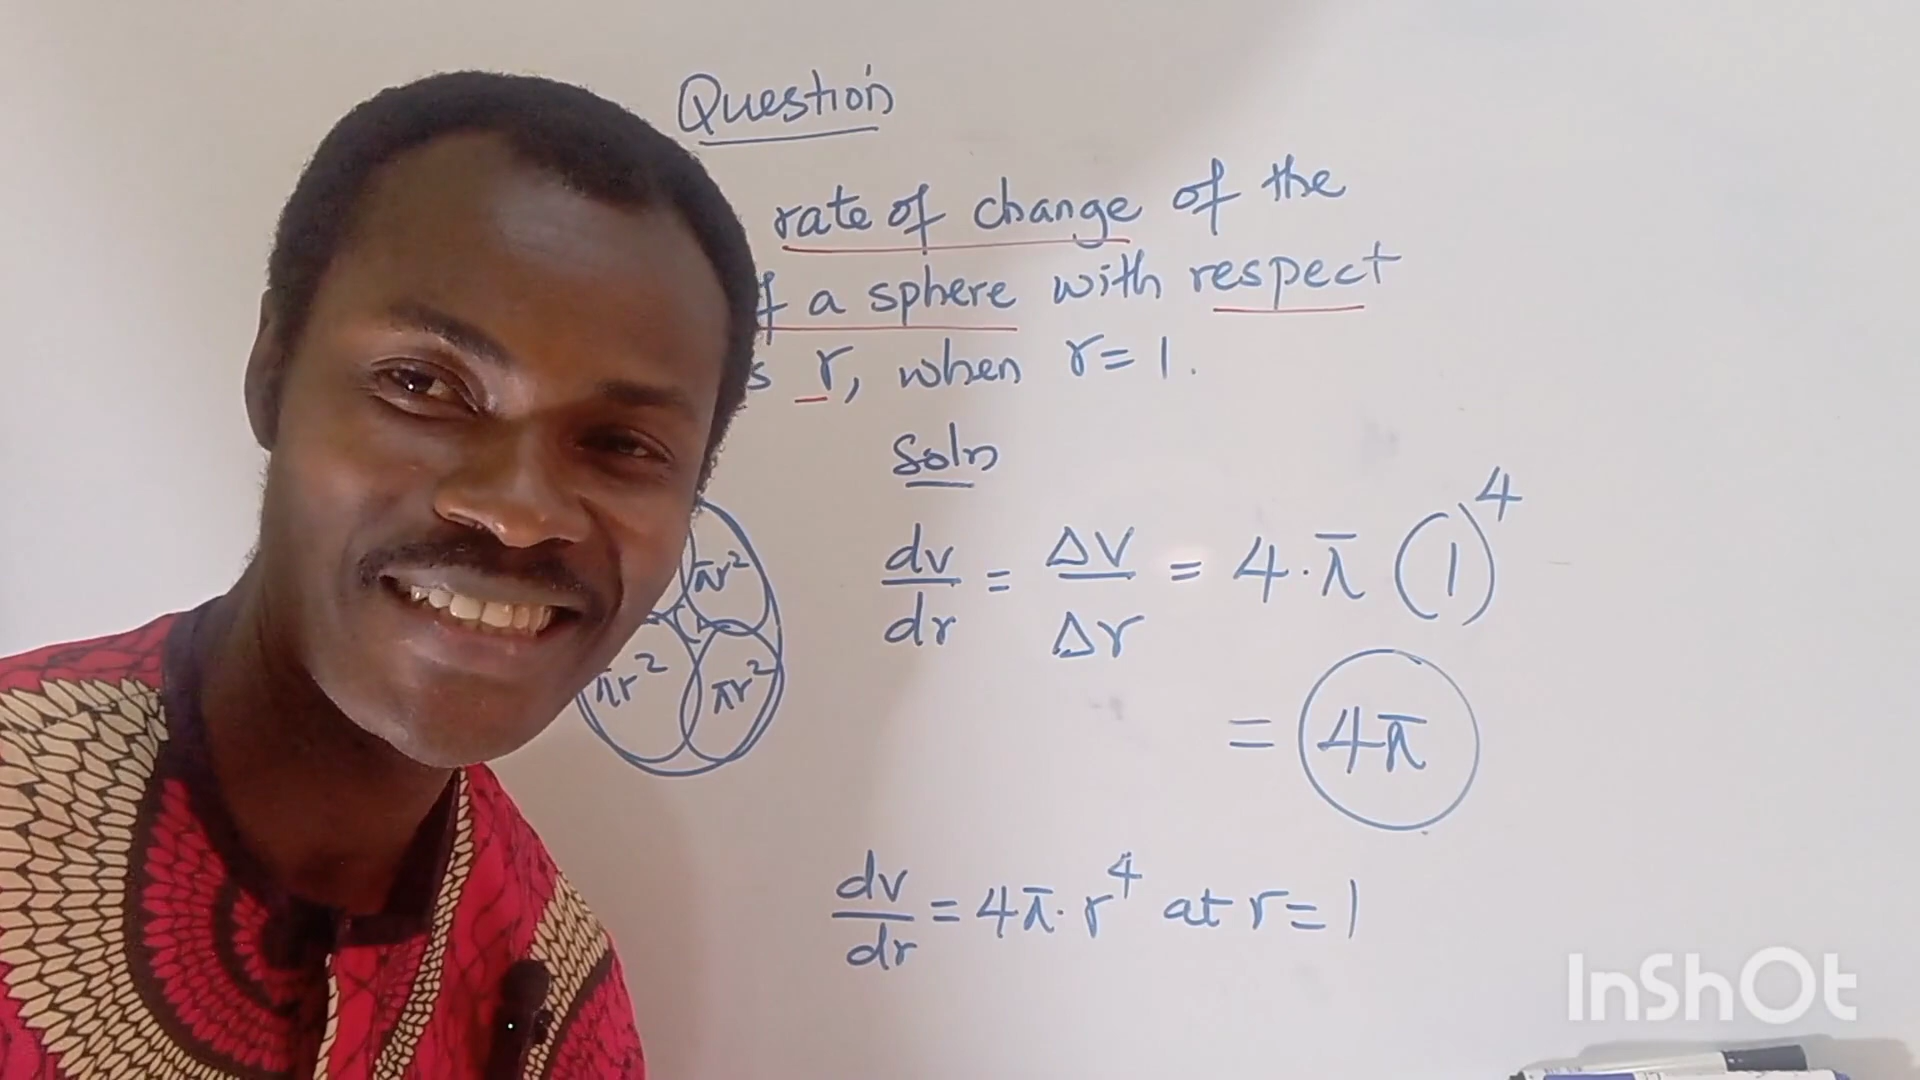 Question
rate of change of the
f a sphere with respect
s r, when r = 1.
Soln
πr²
πr² πr²
dv/dr = ΔV/Δr = 4·π (1)⁴
= 4π
dv/dr = 4π·r⁴ at r = 1
InShOt